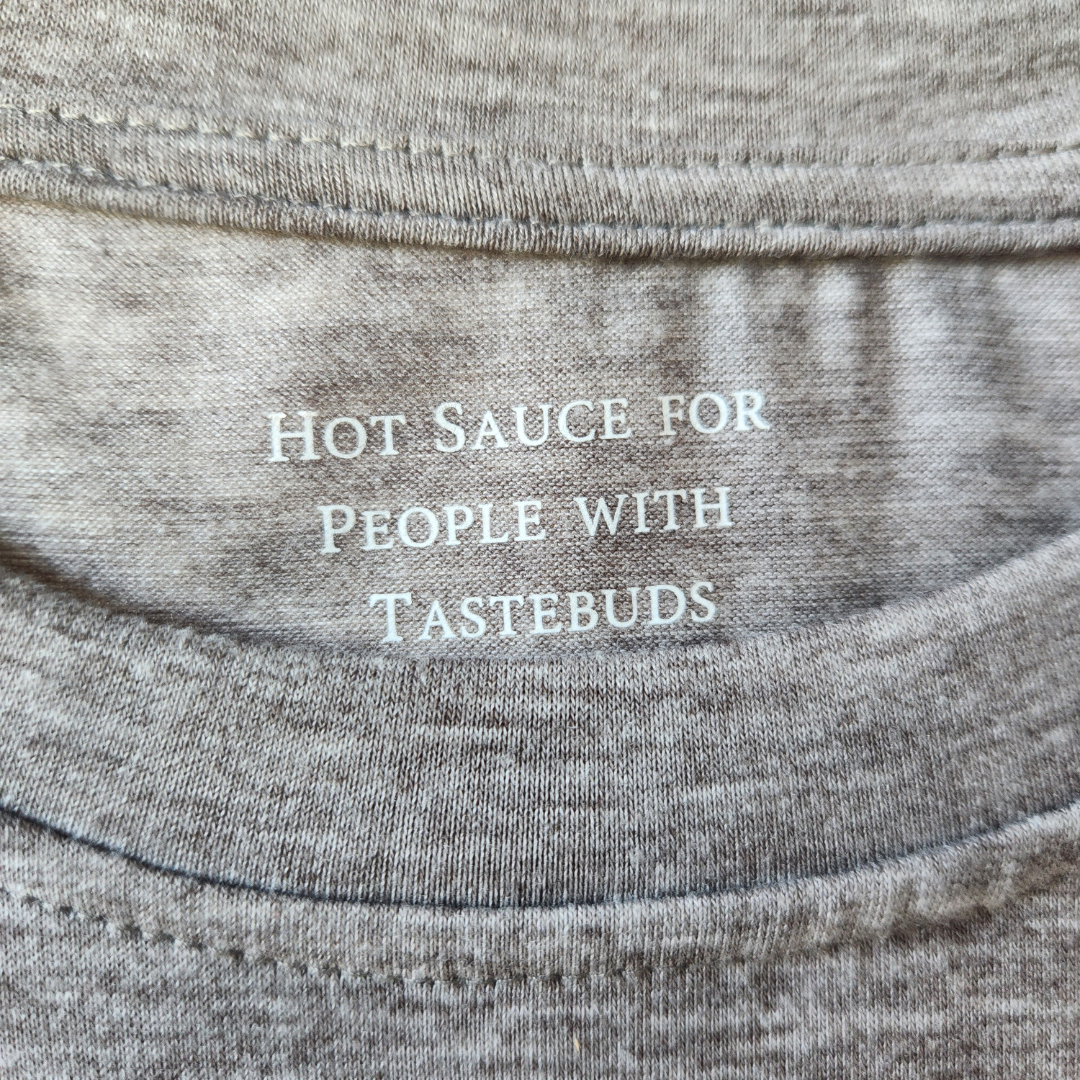 Hot Sauce for
People with
Tastebuds